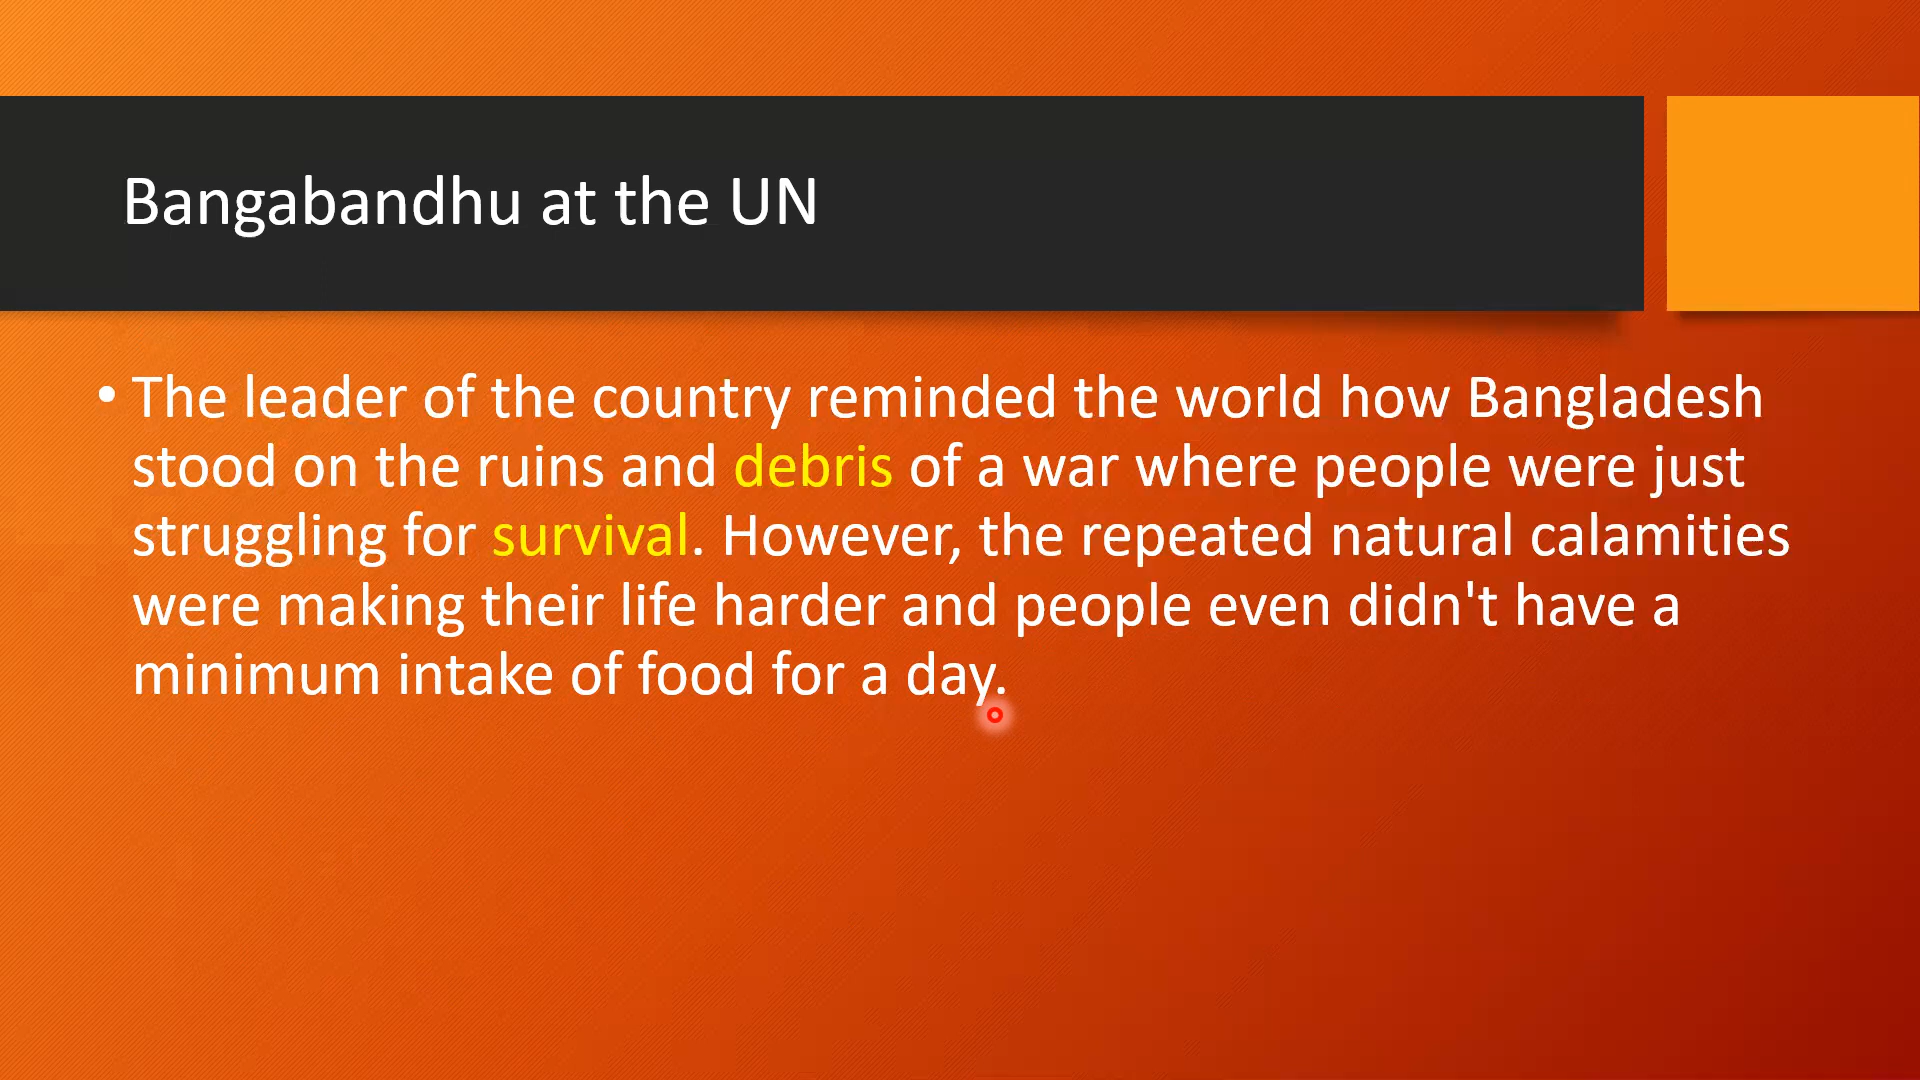 Bangabandhu at the UN
• The leader of the country reminded the world how Bangladesh
stood on the ruins and debris of a war where people were just
struggling for survival. However, the repeated natural calamities
were making their life harder and people even didn't have a
minimum intake of food for a day.